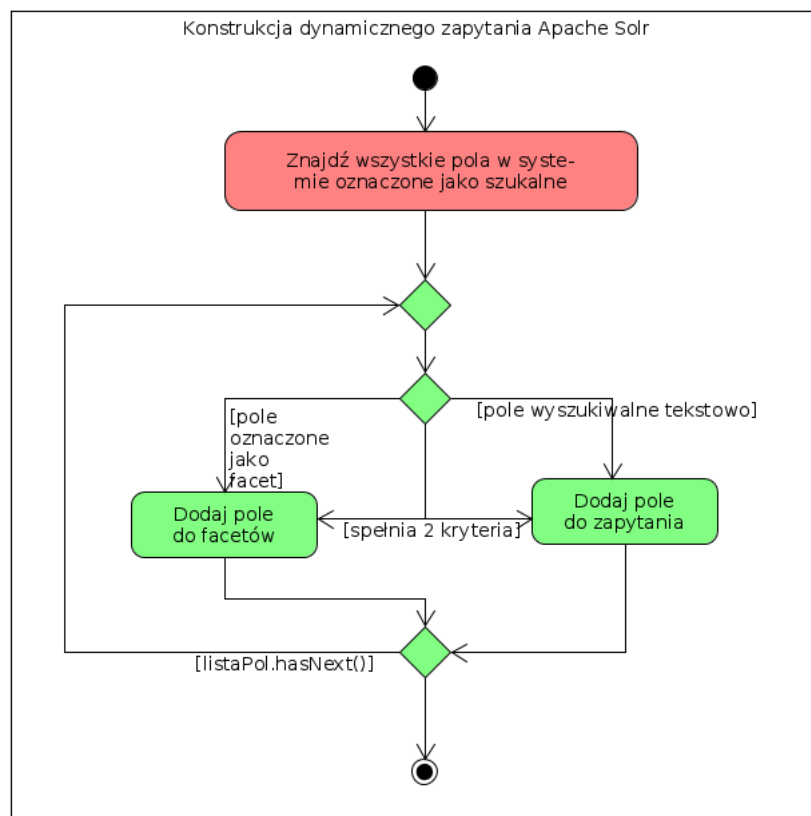 Konstrukcja dynamicznego zapytania Apache Solr
Znajdź wszystkie pola w syste-
mie oznaczone jako szukalne
[pole wyszukiwalne tekstowo]
[pole
oznaczone
jako
facet]
Dodaj pole
do facetów
[spełnia 2 kryteria]
Dodaj pole
do zapytania
[listaPol.hasNext()]